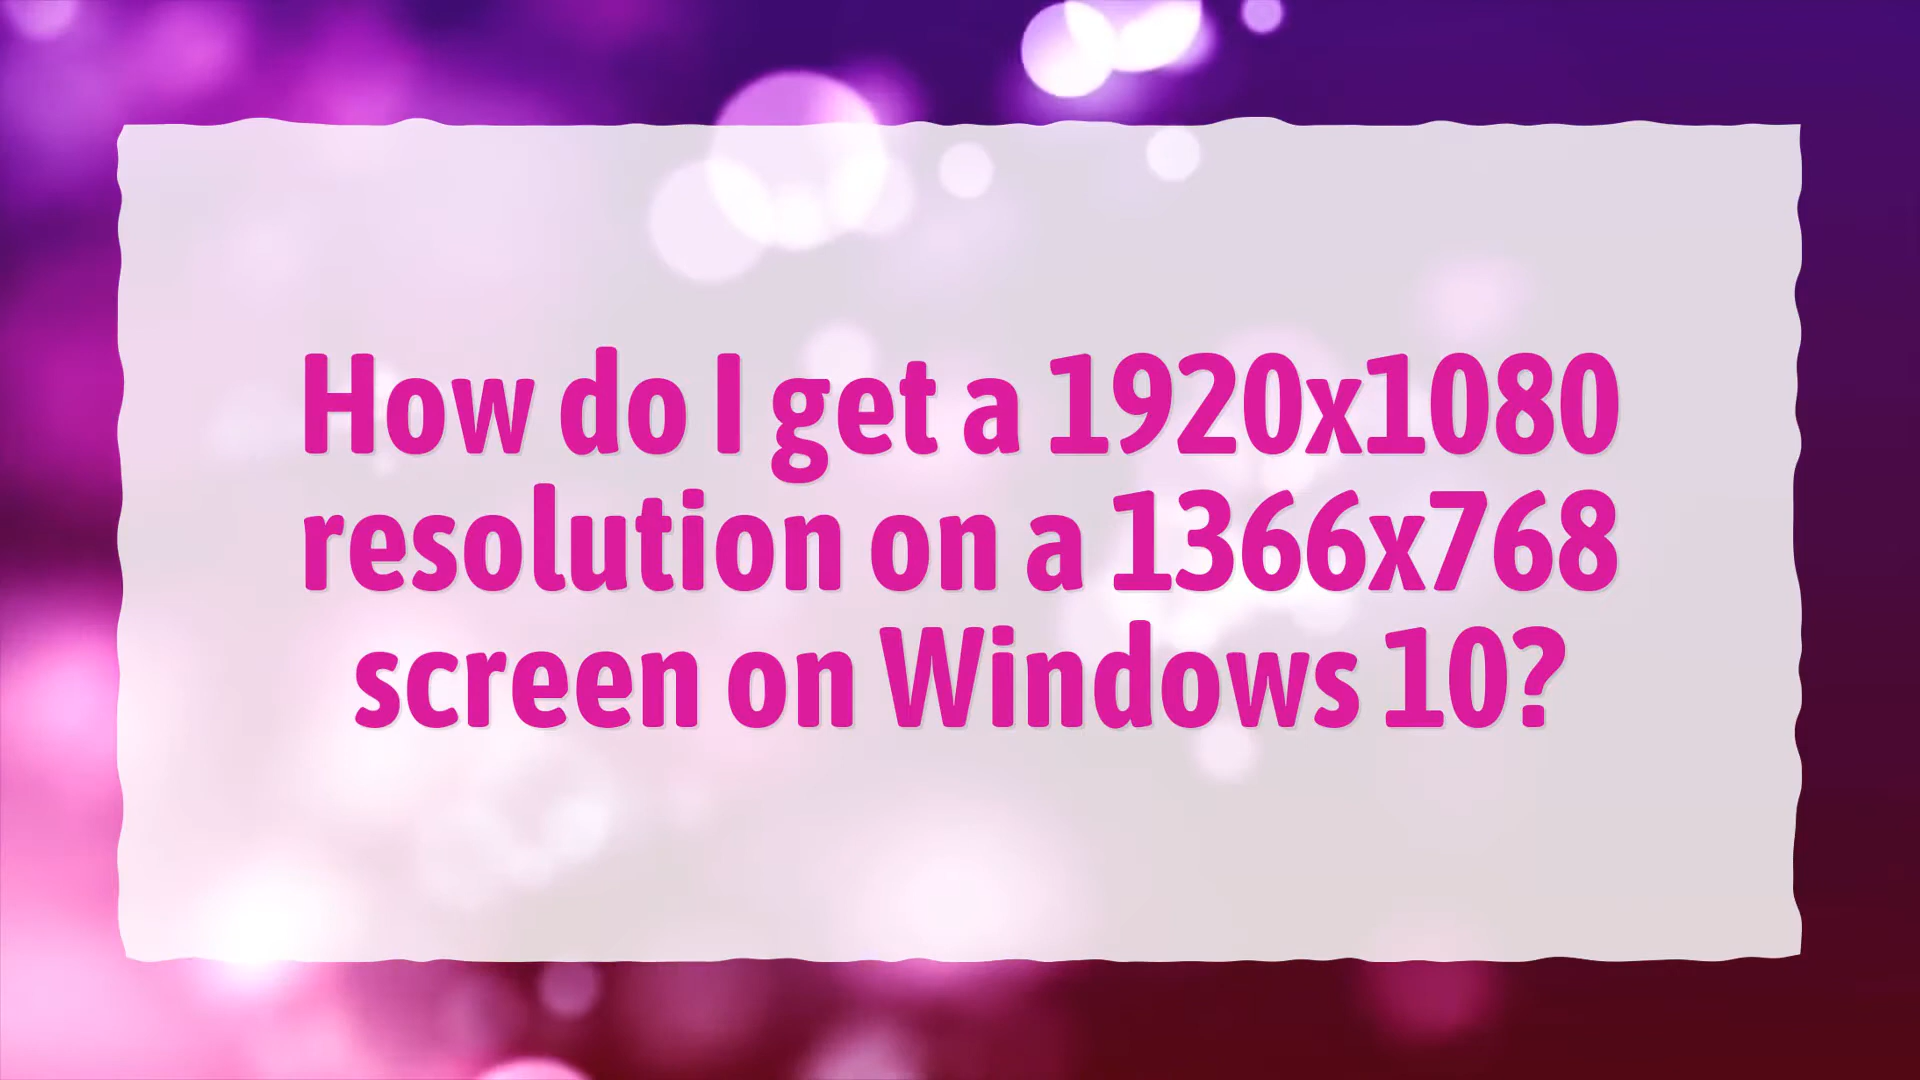 How do I get a 1920x1080
resolution on a 1366x768
screen on Windows 10?